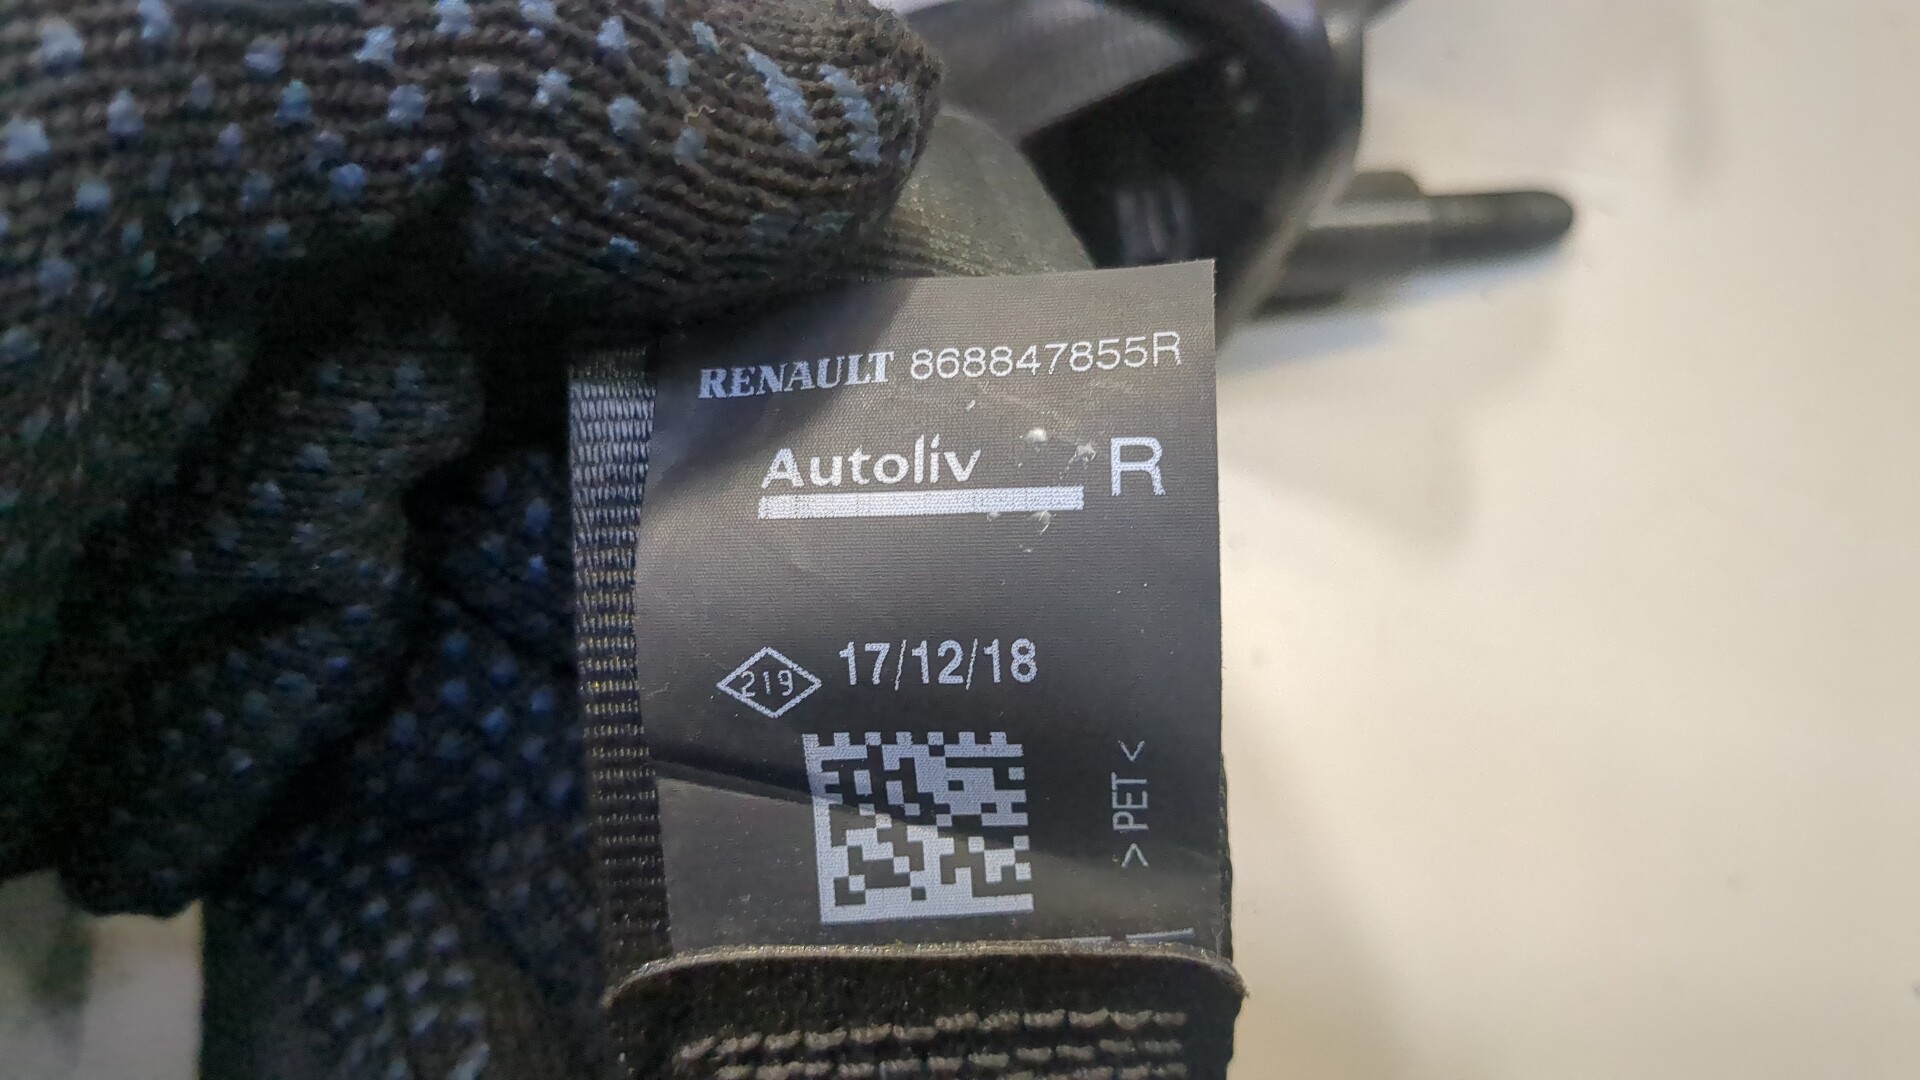 RENAULT 868847855R
Autoliv R
219 17/12/18
>PET<